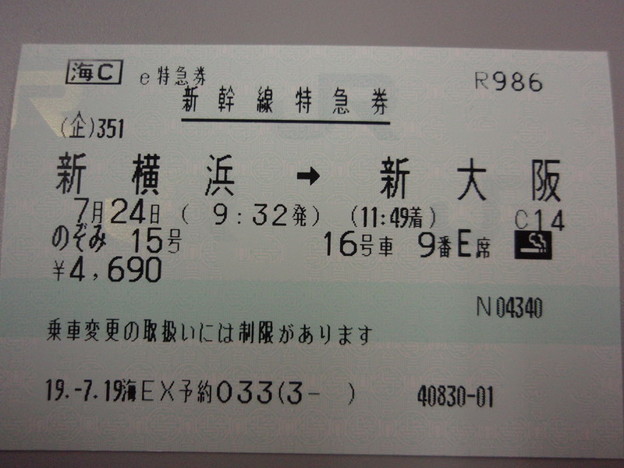 海C e特急券 R986
新幹線特急券
(企)351
新横浜 → 新大阪
7月24日 ( 9:32発) (11:49着) C14
のぞみ 15号 16号車 9番E席
¥4,690
N04340
乗車変更の取扱いには制限があります
19.-7.19海EX予約033(3- ) 40830-01